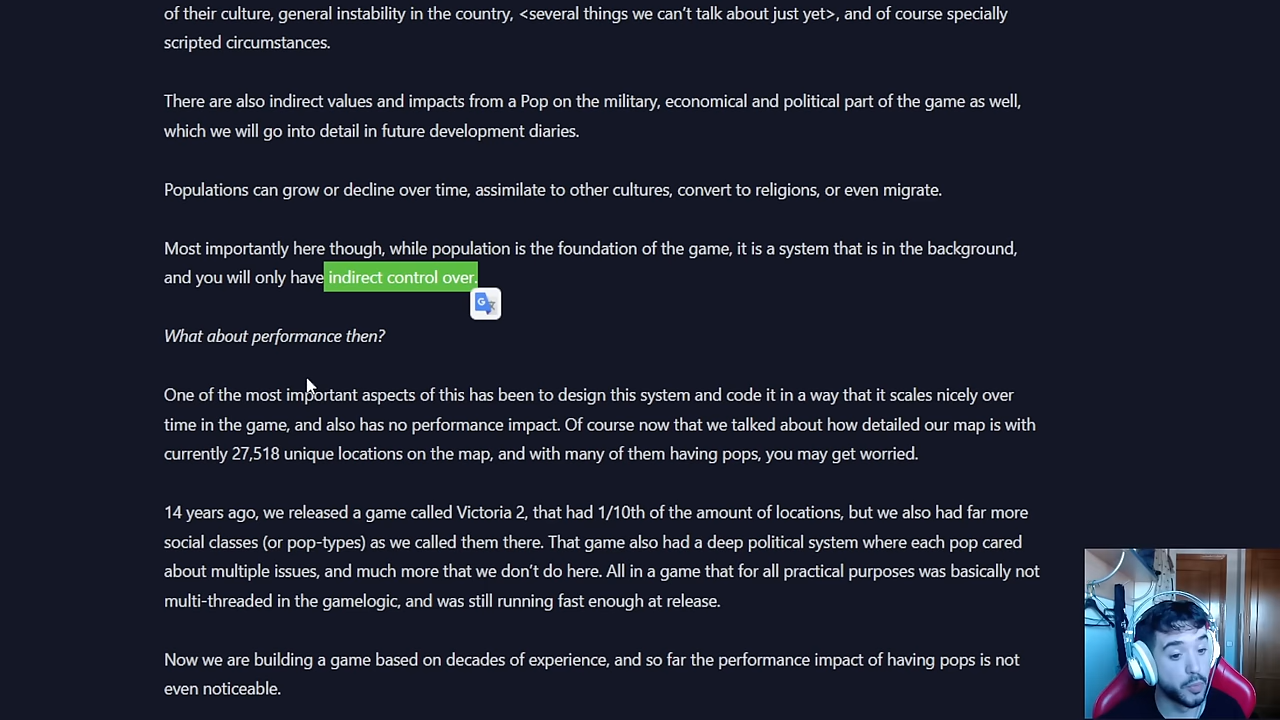 of their culture, general instability in the country, <several things we can’t talk about just yet>, and of course specially
scripted circumstances.
There are also indirect values and impacts from a Pop on the military, economical and political part of the game as well,
which we will go into detail in future development diaries.
Populations can grow or decline over time, assimilate to other cultures, convert to religions, or even migrate.
Most importantly here though, while population is the foundation of the game, it is a system that is in the background,
and you will only have indirect control over.
G
What about performance then?
One of the most important aspects of this has been to design this system and code it in a way that it scales nicely over
time in the game, and also has no performance impact. Of course now that we talked about how detailed our map is with
currently 27,518 unique locations on the map, and with many of them having pops, you may get worried.
14 years ago, we released a game called Victoria 2, that had 1/10th of the amount of locations, but we also had far more
social classes (or pop-types) as we called them there. That game also had a deep political system where each pop cared
about multiple issues, and much more that we don’t do here. All in a game that for all practical purposes was basically not
multi-threaded in the gamelogic, and was still running fast enough at release.
Now we are building a game based on decades of experience, and so far the performance impact of having pops is not
even noticeable.